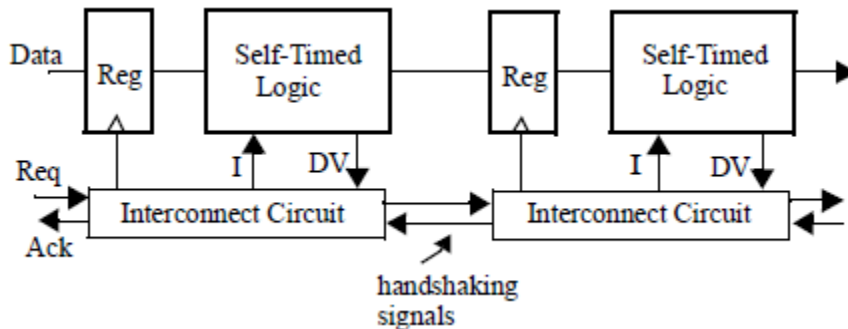 Data
Reg
Self-Timed
Logic
Reg
Self-Timed
Logic
Req
I
DV
I
DV
Interconnect Circuit
Interconnect Circuit
Ack
handshaking
signals